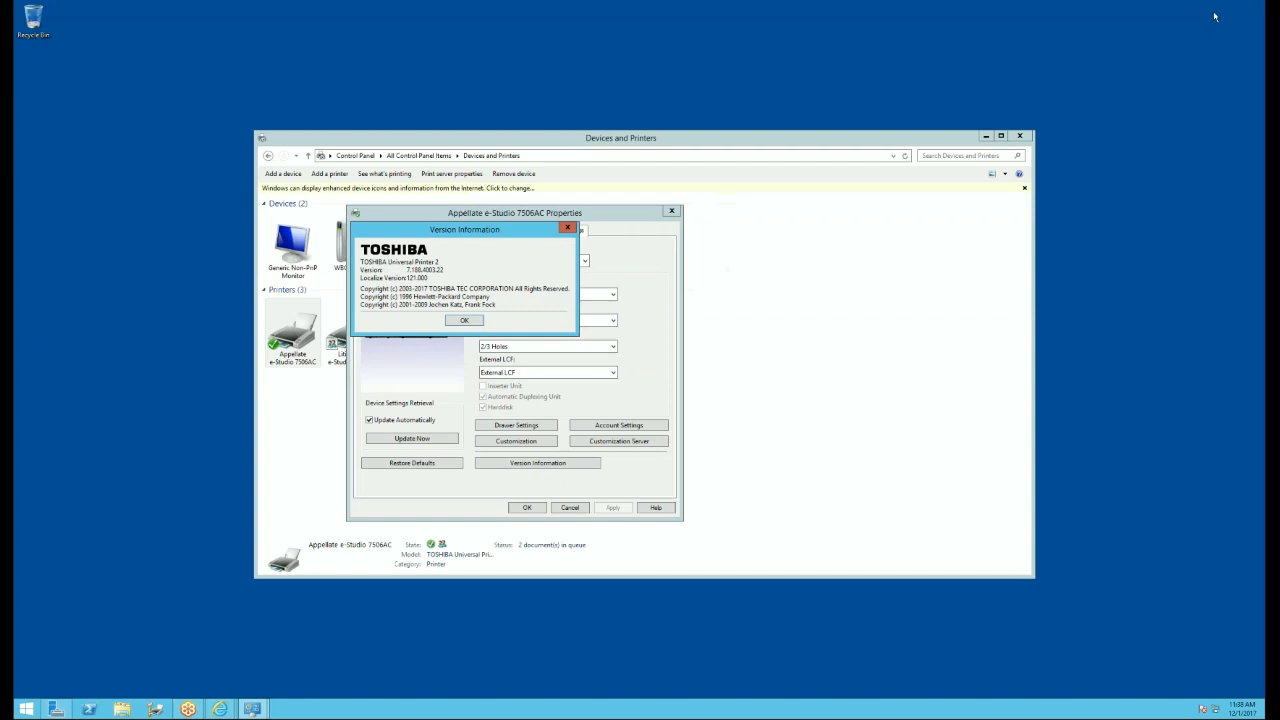 Recycle Bin
Devices and Printers
Control Panel
All Control Panel Items
Devices and Printers
Search Devices and Printers
Add a device
Add a printer
See what's printing
Print server properties
Remove device
Windows can display enhanced device icons and information from the Internet. Click to change...
Devices (2)
Generic Non-PnP
Monitor
Printers (3)
Appellate
e-Studio 7506AC
Appellate e-Studio 7506AC Properties
Version Information
TOSHIBA
TOSHIBA Universal Printer 2
Version: 7.188.4003.22
Localize Version:121.000
Copyright (c) 2003-2017 TOSHIBA TEC CORPORATION All Rights Reserved.
Copyright (c) 1996 Hewlett-Packard Company
Copyright (c) 2001-2009 Jochen Katz, Frank Fock
OK
2/3 Holes
External LCF:
External LCF
Inserter Unit
Automatic Duplexing Unit
Harddisk
Device Settings Retrieval
Update Automatically
Update Now
Drawer Settings
Account Settings
Customization
Customization Server
Restore Defaults
Version Information
OK
Cancel
Apply
Help
Appellate e-Studio 7506AC
State:
Status: 2 document(s) in queue
Model: TOSHIBA Universal Pri...
Category: Printer
11:38 AM
12/1/2017